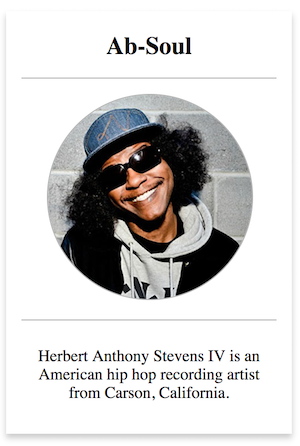 Ab-Soul
Herbert Anthony Stevens IV is an
American hip hop recording artist
from Carson, California.